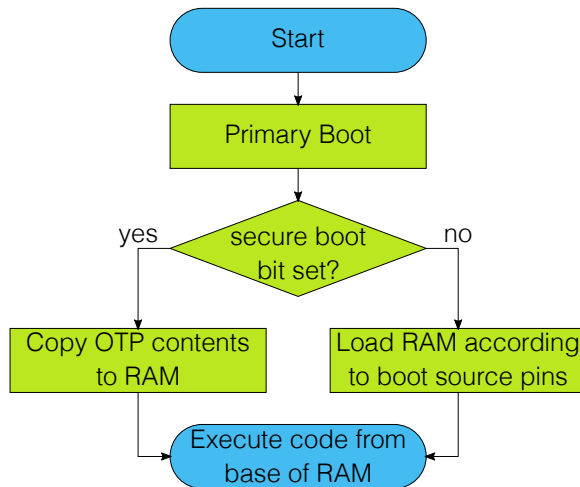 Start
Primary Boot
yes
secure boot
bit set?
no
Copy OTP contents
to RAM
Load RAM according
to boot source pins
Execute code from
base of RAM